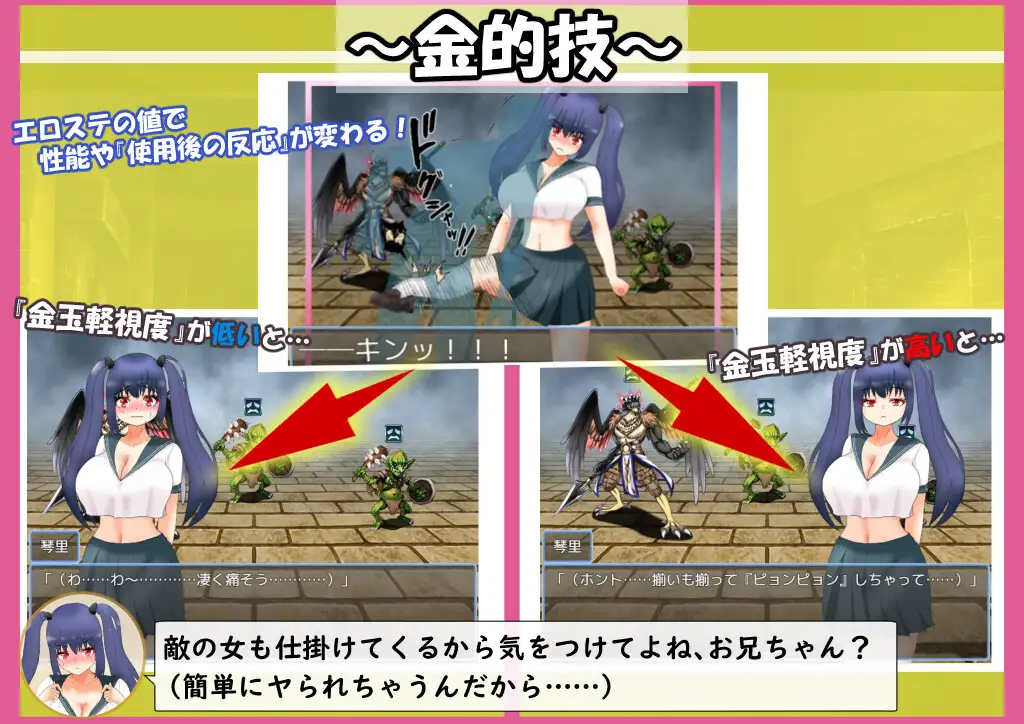 ～金的技～
エロステの値で
性能や『使用後の反応』が変わる！
ドグシャッ!!
――キンッ！！！
『金玉軽視度』が低いと…
『金玉軽視度』が高いと…
琴里
「（わ……わ～…………凄く痛そう…………）」
琴里
「（ホント……揃いも揃って『ピョンピョン』しちゃって……）」
敵の女も仕掛けてくるから気をつけてよね、お兄ちゃん？
（簡単にヤられちゃうんだから……）